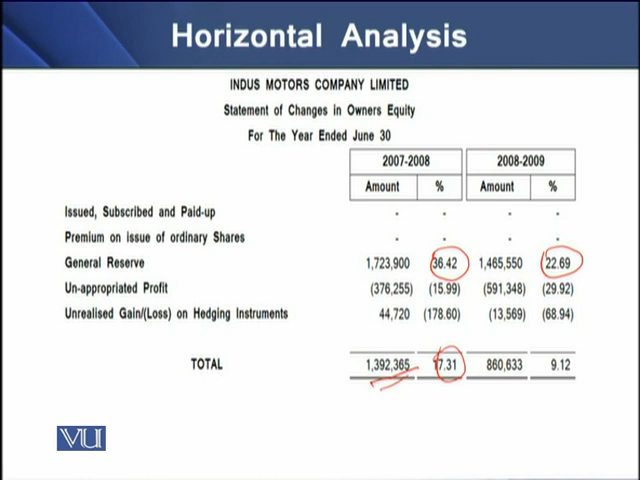 Horizontal Analysis
INDUS MOTORS COMPANY LIMITED
Statement of Changes in Owners Equity
For The Year Ended June 30
2007-2008 2008-2009
Amount % Amount %
Issued, Subscribed and Paid-up - - - -
Premium on issue of ordinary Shares - - - -
General Reserve 1,723,900 36.42 1,465,550 22.69
Un-appropriated Profit (376,255) (15.99) (591,348) (29.92)
Unrealised Gain/(Loss) on Hedging Instruments 44,720 (178.60) (13,569) (68.94)
TOTAL 1,392,365 17.31 860,633 9.12
VU